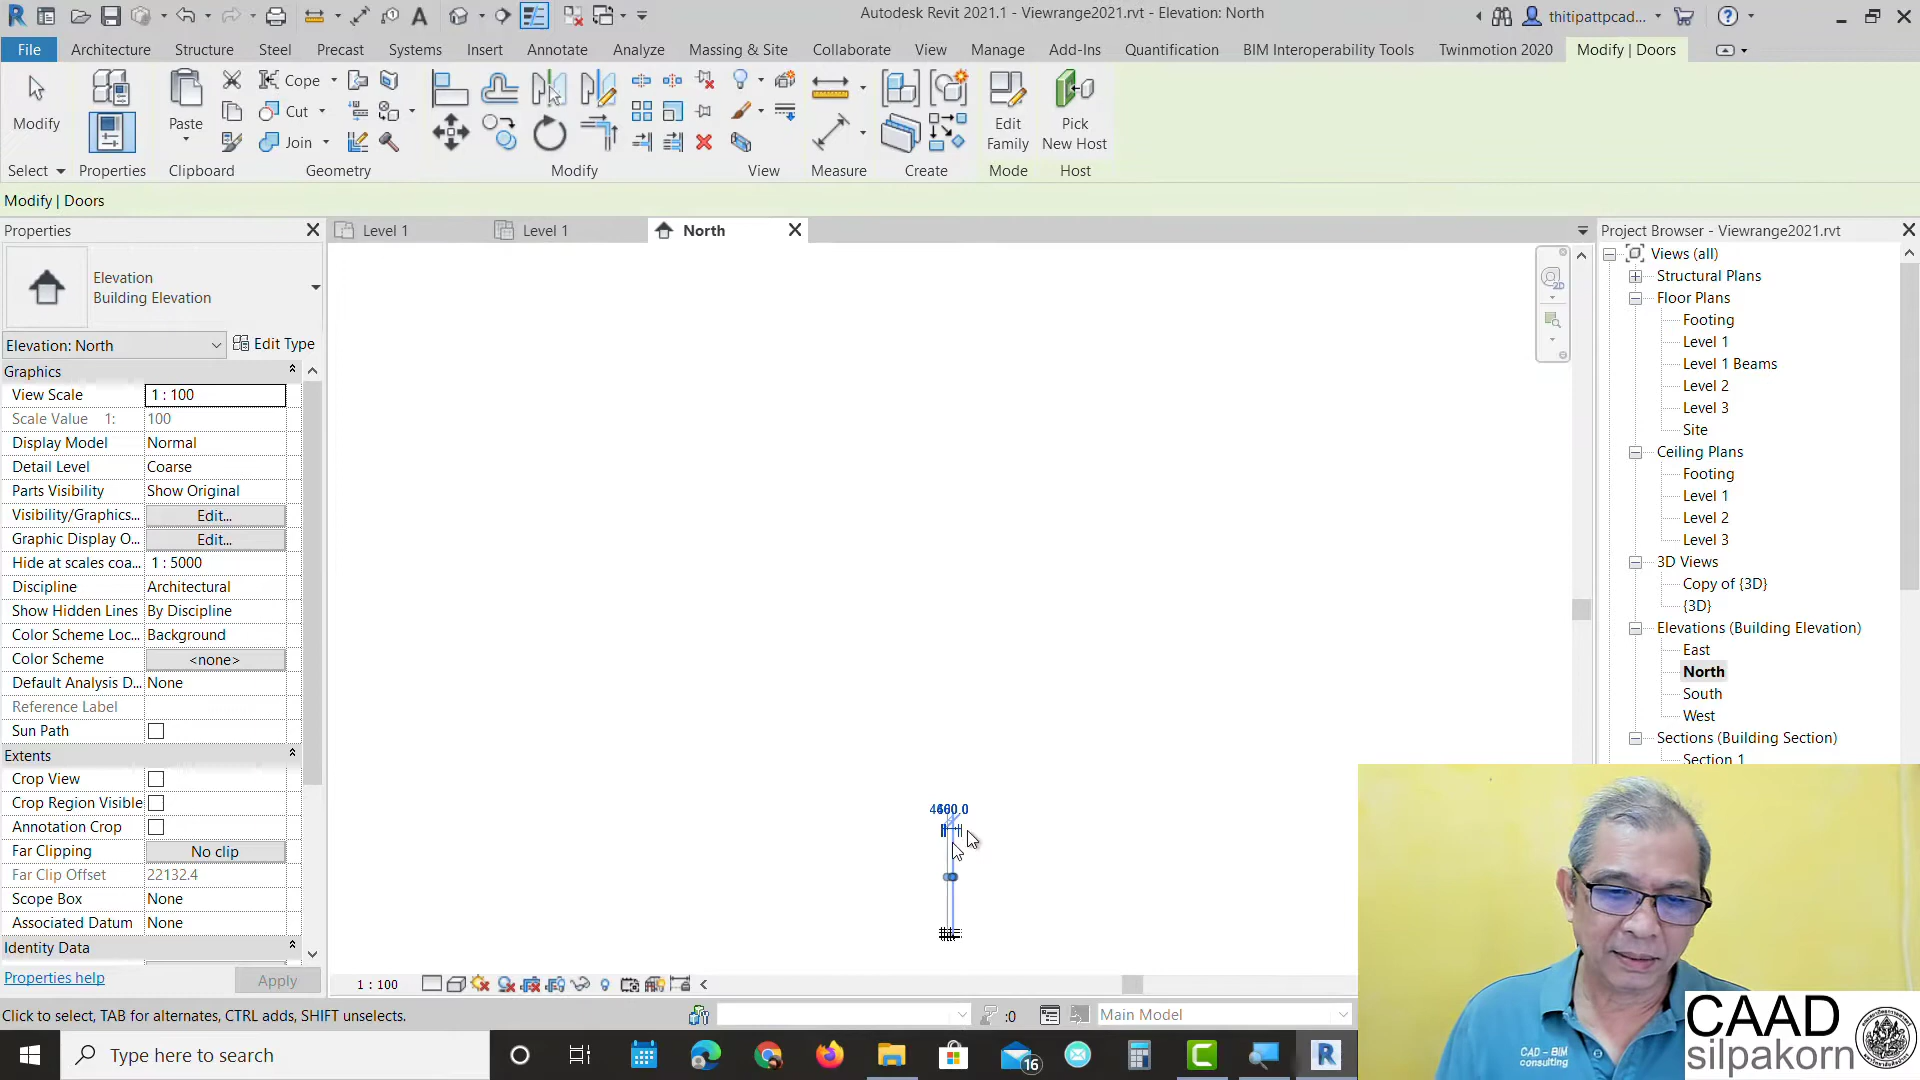 Autodesk Revit 2021.1 - Viewrange2021.rvt - Elevation: North
thitipattpcad...
File
Architecture
Structure
Steel
Precast
Systems
Insert
Annotate
Analyze
Massing & Site
Collaborate
View
Manage
Add-Ins
Quantification
BIM Interoperability Tools
Twinmotion 2020
Modify | Doors
Modify
Paste
Cope
Cut
Join
Edit
Family
Pick
New Host
Select
Properties
Clipboard
Geometry
Modify
View
Measure
Create
Mode
Host
Modify | Doors
Properties
Level 1
Level 1
North
Project Browser - Viewrange2021.rvt
Elevation
Building Elevation
Elevation: North
Edit Type
Graphics
View Scale 1 : 100
Scale Value 1: 100
Display Model Normal
Detail Level Coarse
Parts Visibility Show Original
Visibility/Graphics... Edit...
Graphic Display O... Edit...
Hide at scales coa... 1 : 5000
Discipline Architectural
Show Hidden Lines By Discipline
Color Scheme Loc... Background
Color Scheme <none>
Default Analysis D... None
Reference Label
Sun Path
Extents
Crop View
Crop Region Visible
Annotation Crop
Far Clipping No clip
Far Clip Offset 22132.4
Scope Box None
Associated Datum None
Identity Data
Properties help
Apply
Views (all)
Structural Plans
Floor Plans
Footing
Level 1
Level 1 Beams
Level 2
Level 3
Site
Ceiling Plans
Footing
Level 1
Level 2
Level 3
3D Views
Copy of {3D}
{3D}
Elevations (Building Elevation)
East
North
South
West
Sections (Building Section)
Section 1
2D
1 : 100
Click to select, TAB for alternates, CTRL adds, SHIFT unselects.
:0
Main Model
Type here to search
16
CAD - BIM
consulting
CAAD
silpakorn